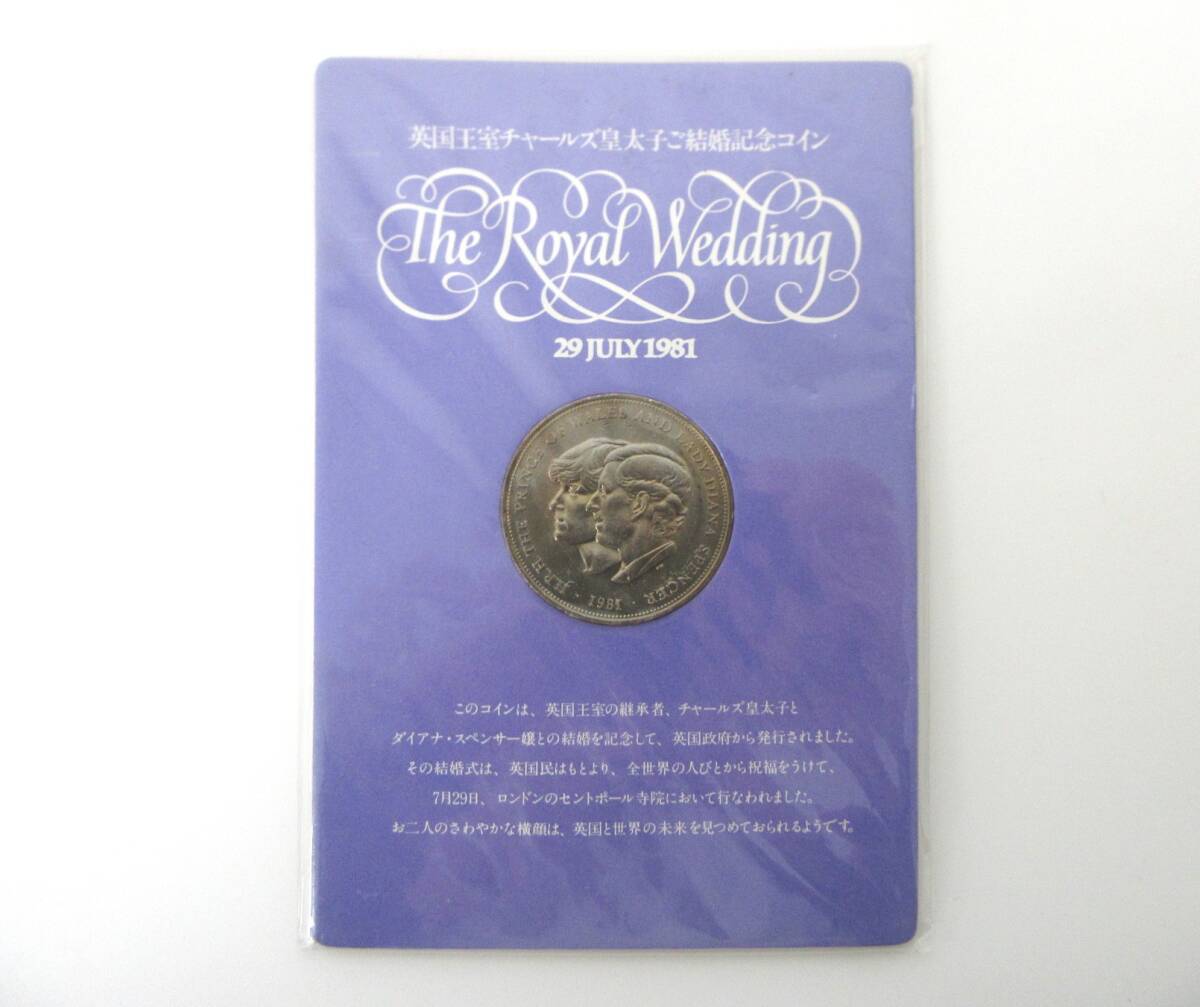 英国王室チャールズ皇太子ご結婚記念コイン
The Royal Wedding
29 JULY 1981
H.R.H. THE PRINCE OF WALES AND LADY DIANA SPENCER
· 1981 ·
このコインは、英国王室の継承者、チャールズ皇太子と
ダイアナ・スペンサー嬢との結婚を記念して、英国政府から発行されました。
その結婚式は、英国民はもとより、全世界の人びとから祝福をうけて、
7月29日、ロンドンのセントポール寺院において行なわれました。
お二人のさわやかな横顔は、英国と世界の未来を見つめておられるようです。